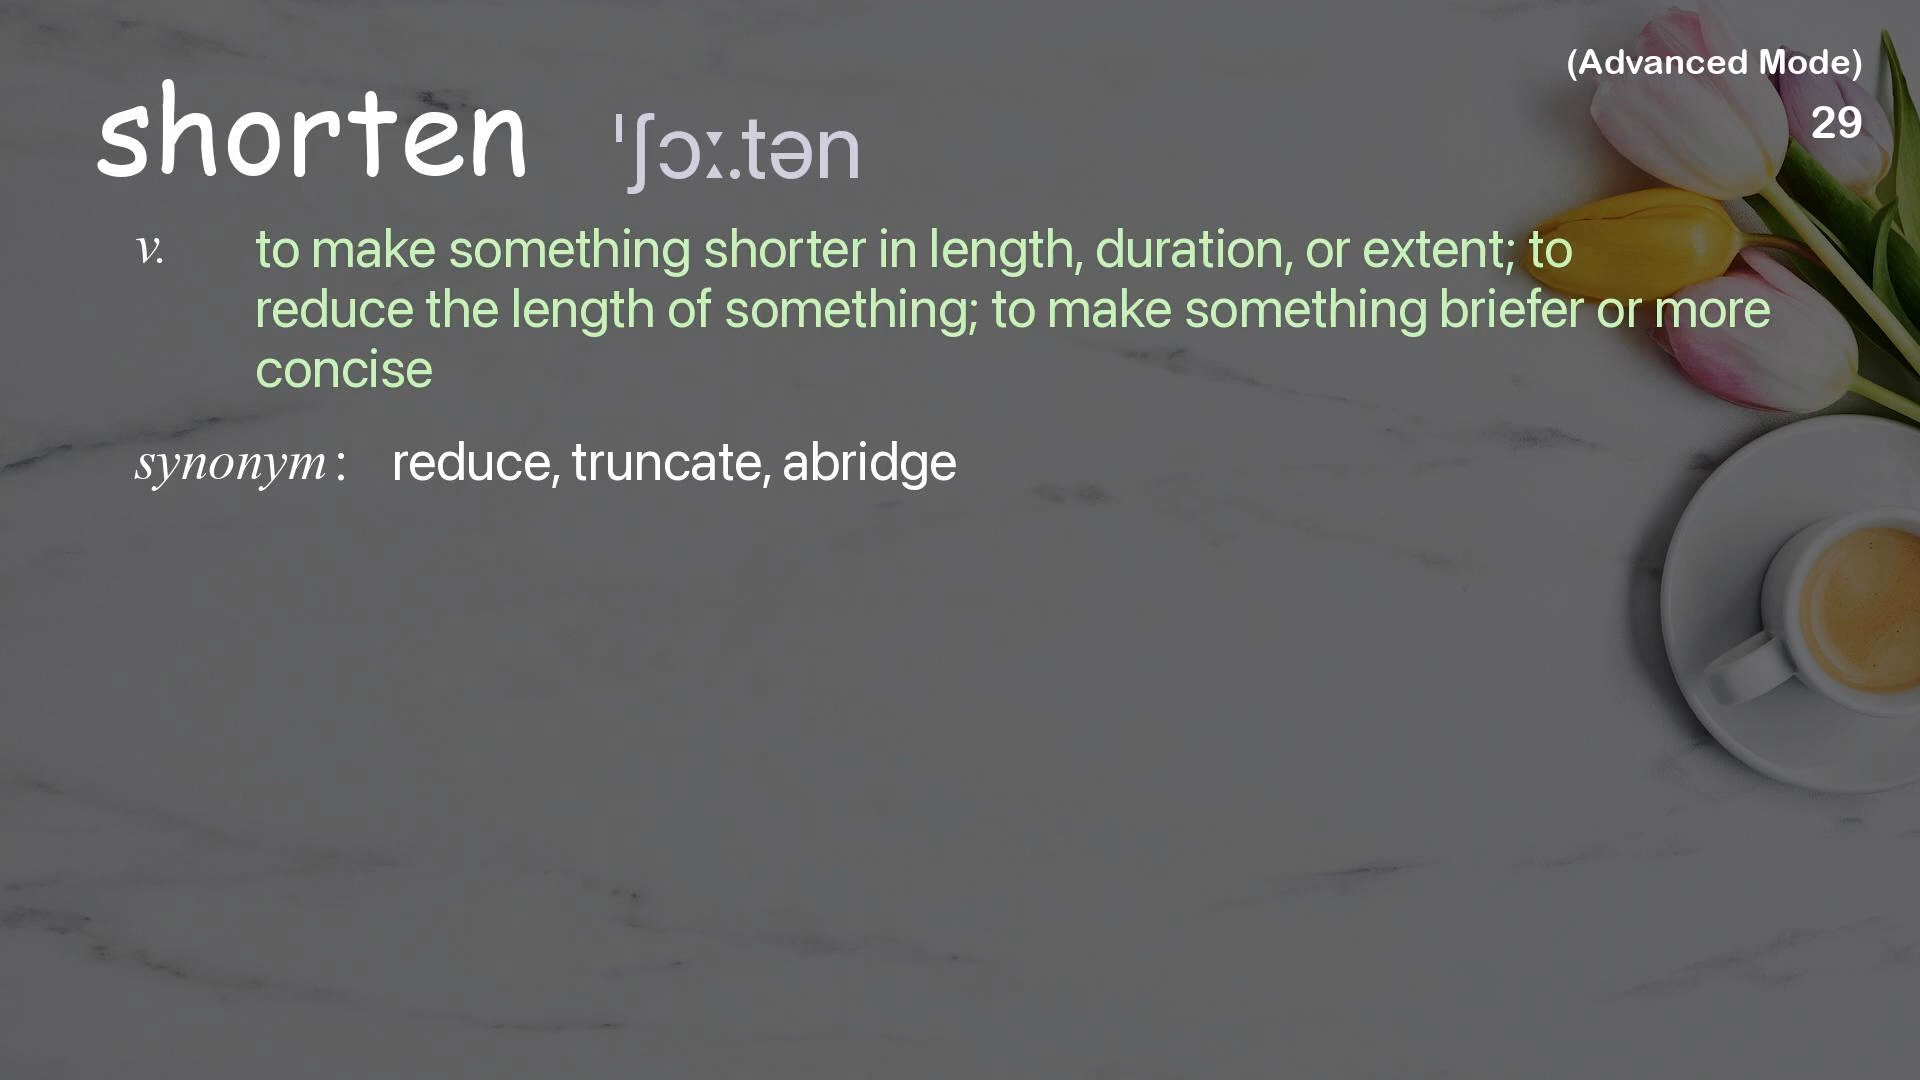 (Advanced Mode)
29
shorten ˈʃɔː.tən
v. to make something shorter in length, duration, or extent; to
reduce the length of something; to make something briefer or more
concise
synonym : reduce, truncate, abridge